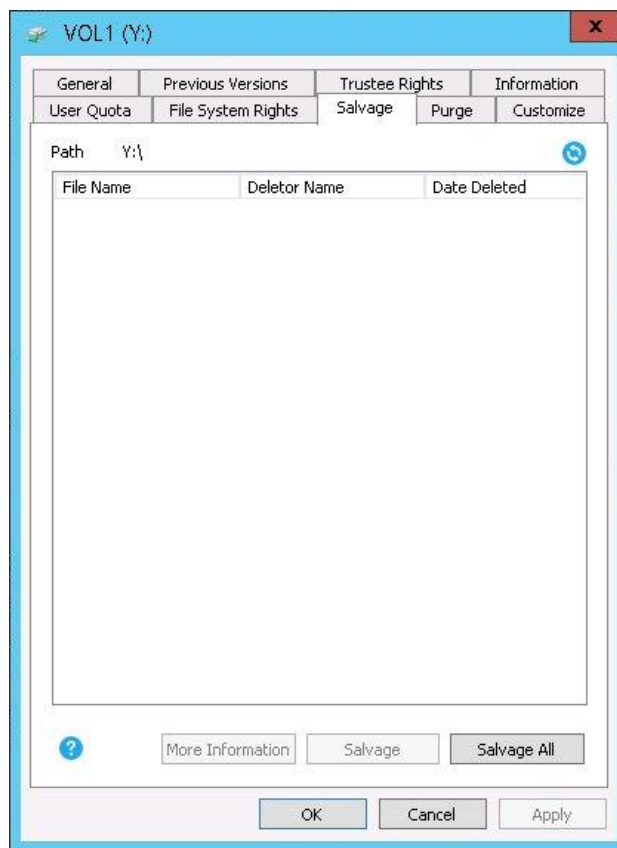 VOL1 (Y:)
x
General Previous Versions Trustee Rights Information
User Quota File System Rights Salvage Purge Customize
Path Y:\
File Name Deletor Name Date Deleted
? More Information Salvage Salvage All
OK Cancel Apply